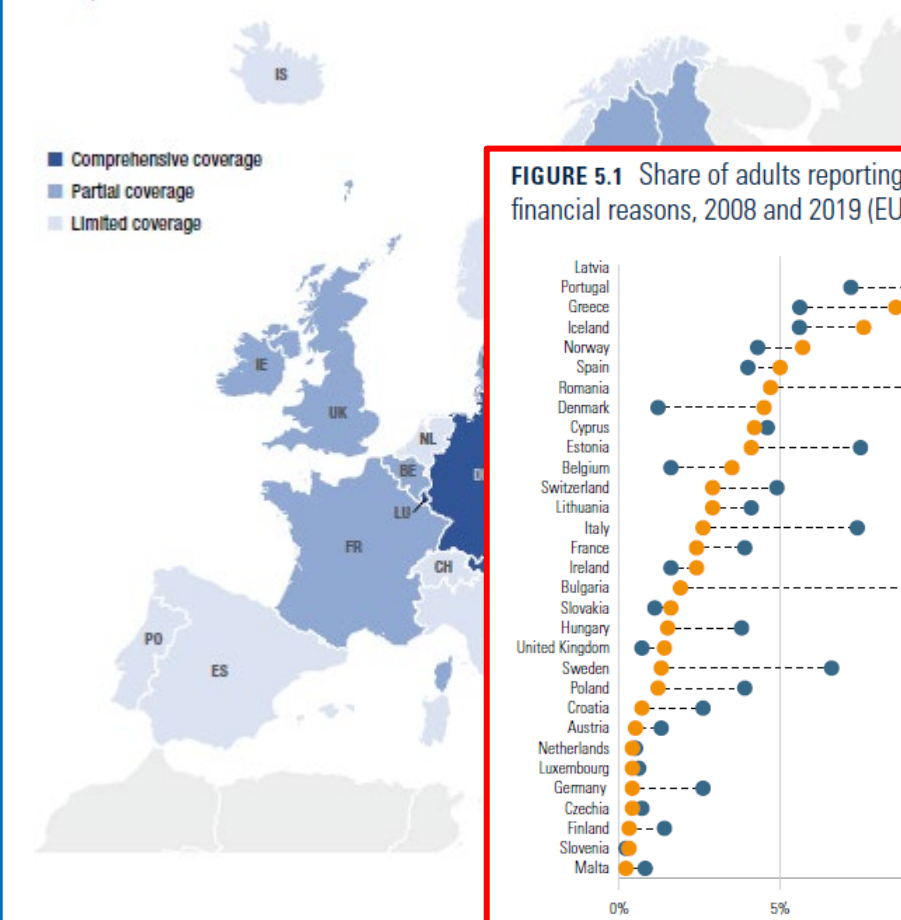 IS
Comprehensive coverage
Partial coverage
Limited coverage
IE
UK
NL
BE
LU
FR
CH
PO
ES
FIGURE 5.1 Share of adults reporting
financial reasons, 2008 and 2019 (EU
Latvia
Portugal
Greece
Iceland
Norway
Spain
Romania
Denmark
Cyprus
Estonia
Belgium
Switzerland
Lithuania
Italy
France
Ireland
Bulgaria
Slovakia
Hungary
United Kingdom
Sweden
Poland
Croatia
Austria
Netherlands
Luxembourg
Germany
Czechia
Finland
Slovenia
Malta
0% 5%